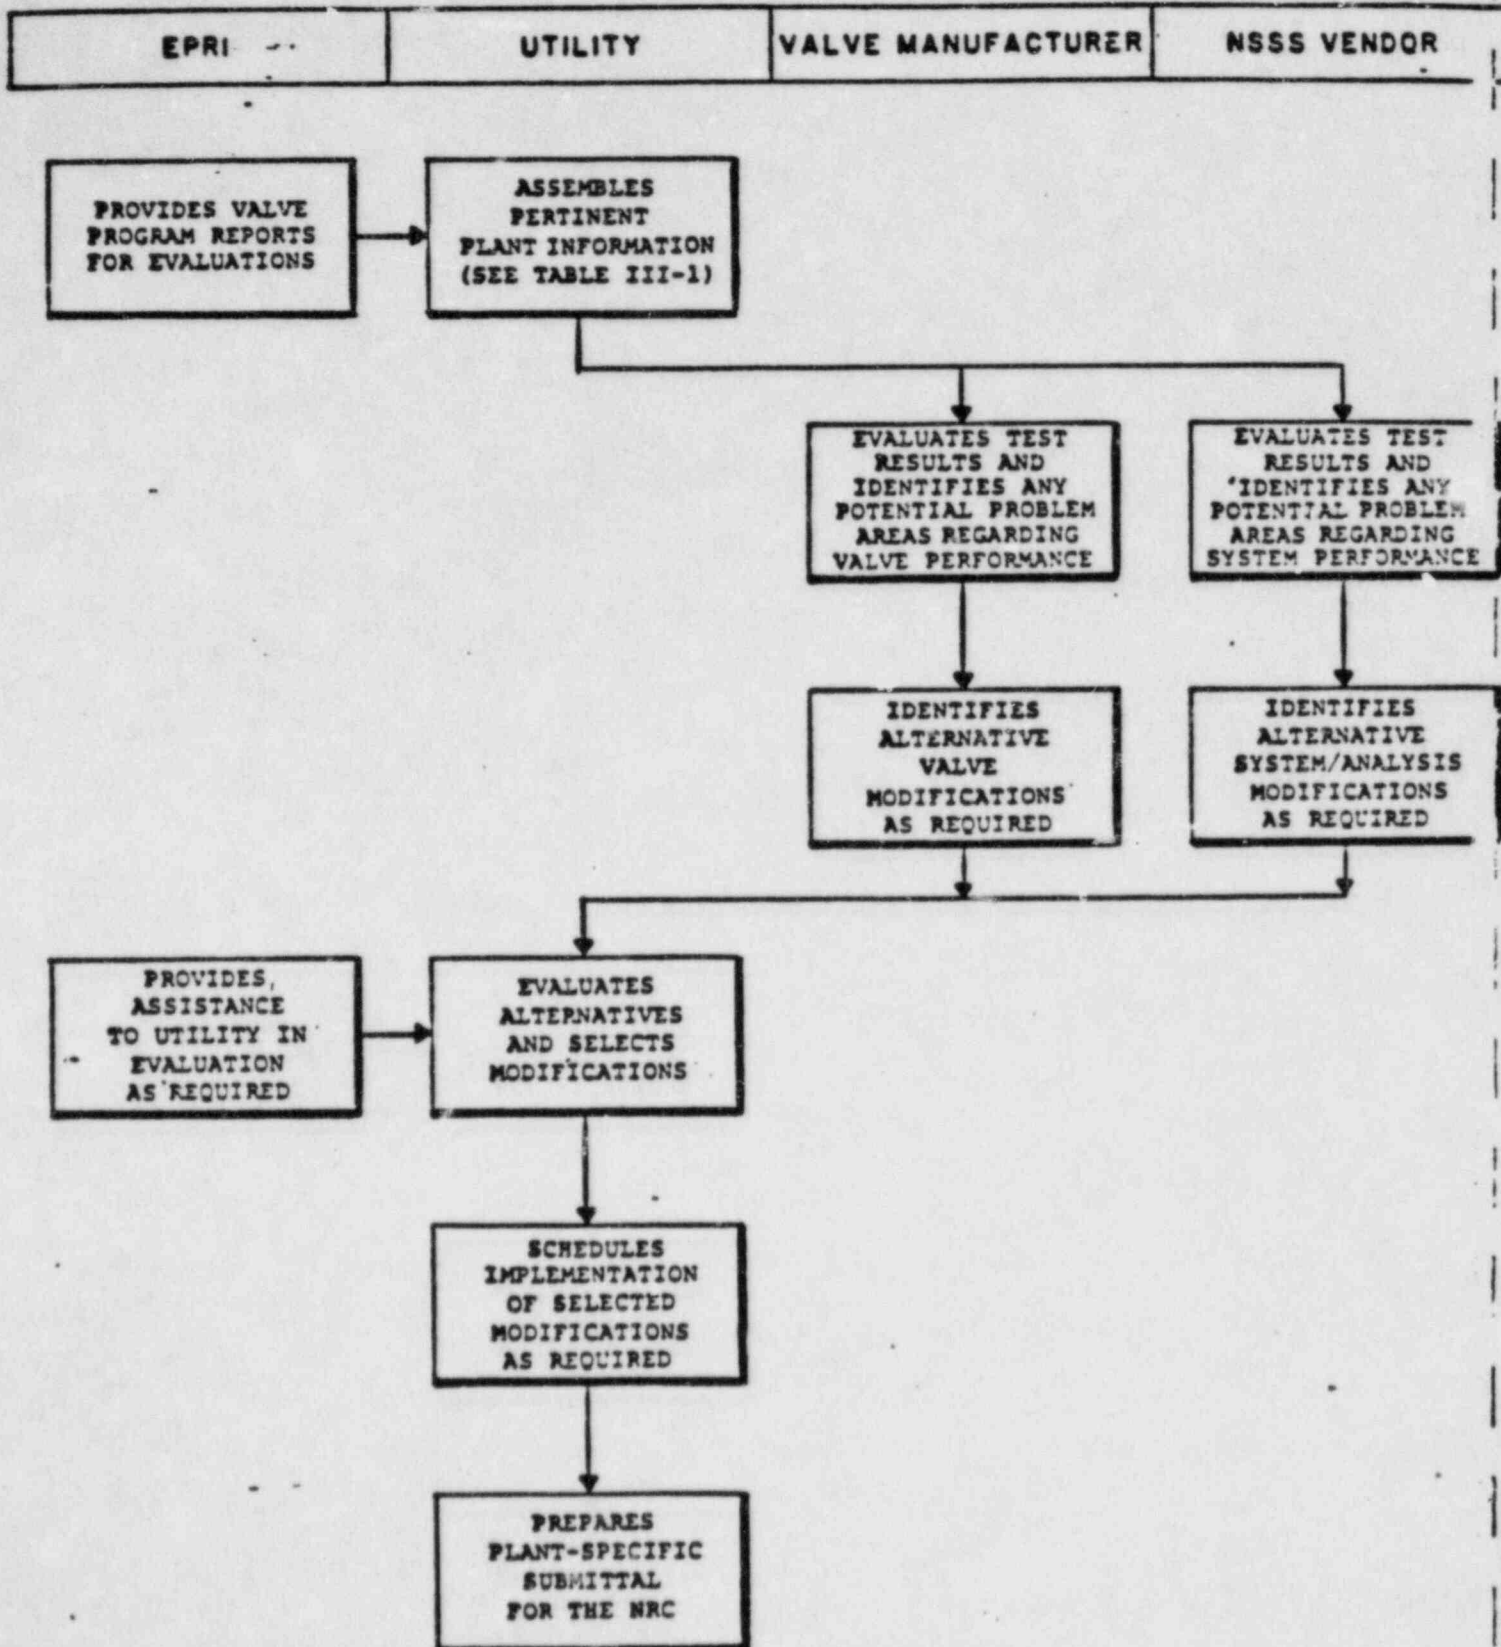 EPRI
UTILITY
VALVE MANUFACTURER
NSSS VENDOR
PROVIDES VALVE
PROGRAM REPORTS
FOR EVALUATIONS
ASSEMBLES
PERTINENT
PLANT INFORMATION
(SEE TABLE III-1)
EVALUATES TEST
RESULTS AND
IDENTIFIES ANY
POTENTIAL PROBLEM
AREAS REGARDING
VALVE PERFORMANCE
EVALUATES TEST
RESULTS AND
IDENTIFIES ANY
POTENTIAL PROBLEM
AREAS REGARDING
SYSTEM PERFORMANCE
IDENTIFIES
ALTERNATIVE
VALVE
MODIFICATIONS
AS REQUIRED
IDENTIFIES
ALTERNATIVE
SYSTEM/ANALYSIS
MODIFICATIONS
AS REQUIRED
PROVIDES,
ASSISTANCE
TO UTILITY IN
EVALUATION
AS REQUIRED
EVALUATES
ALTERNATIVES
AND SELECTS
MODIFICATIONS
SCHEDULES
IMPLEMENTATION
OF SELECTED
MODIFICATIONS
AS REQUIRED
PREPARES
PLANT-SPECIFIC
SUBMITTAL
FOR THE NRC